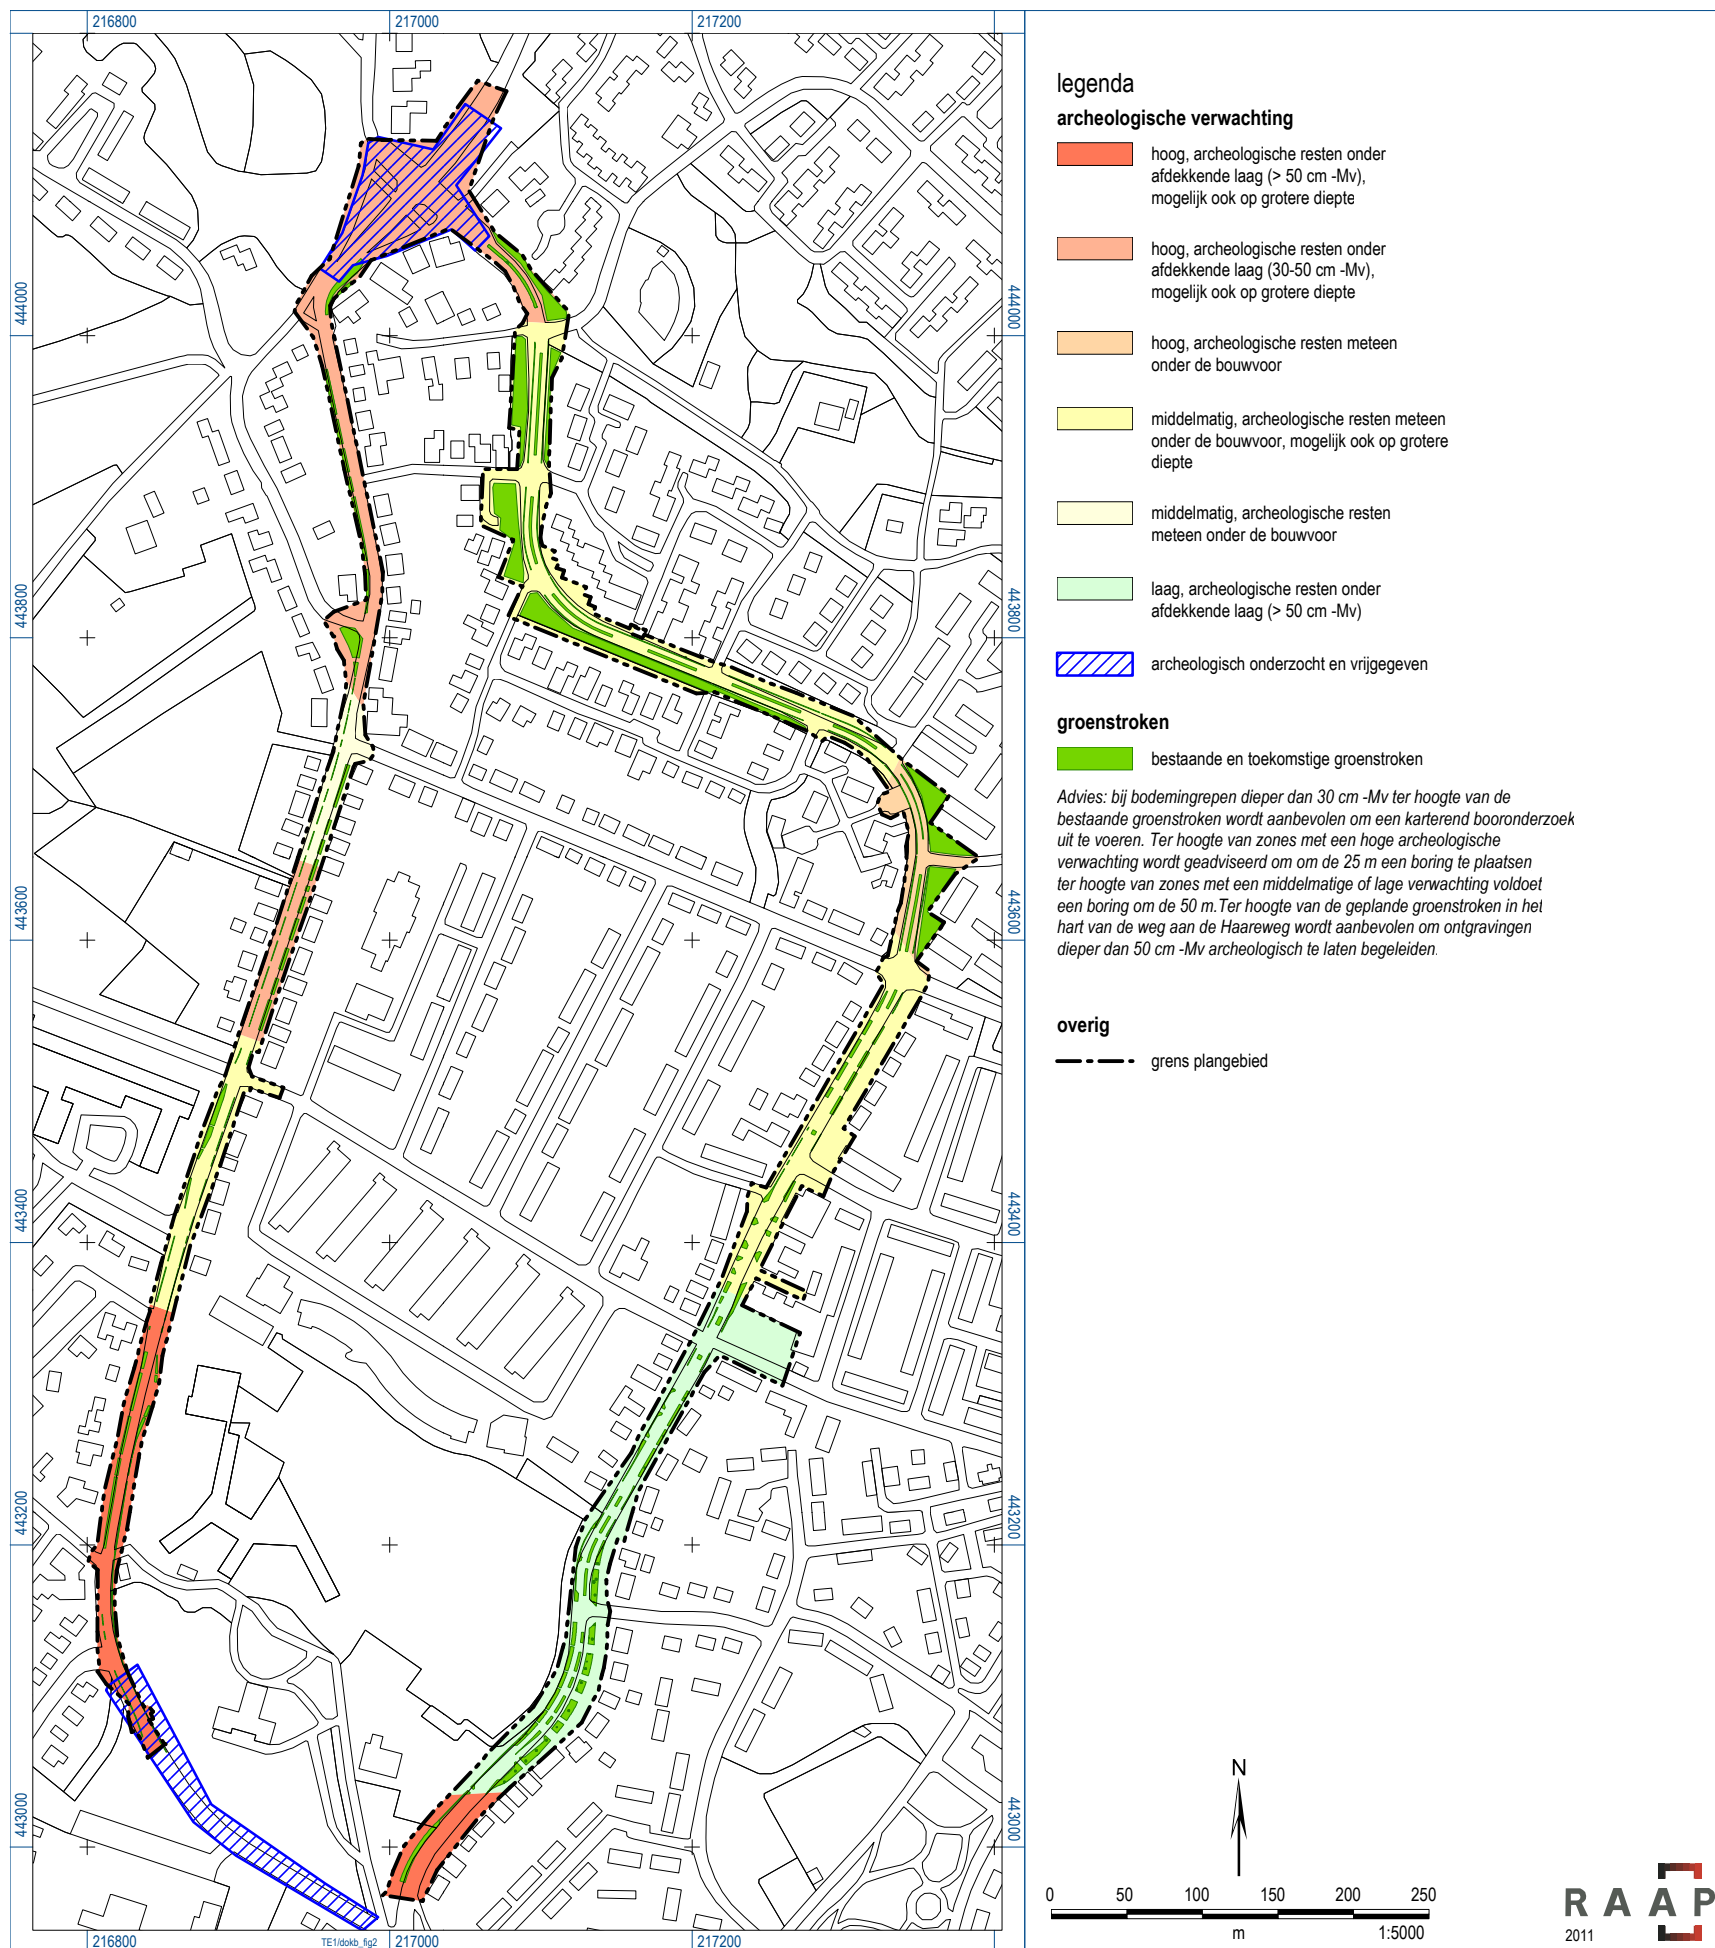 216800
217000
217200
444000
443800
443600
443400
443200
443000
444000
443800
443600
443400
443200
443000
216800
TE1/dokb_fig2
217000
217200
legenda
archeologische verwachting
hoog, archeologische resten onder
afdekkende laag (> 50 cm -Mv),
mogelijk ook op grotere diepte
hoog, archeologische resten onder
afdekkende laag (30-50 cm -Mv),
mogelijk ook op grotere diepte
hoog, archeologische resten meteen
onder de bouwvoor
middelmatig, archeologische resten meteen
onder de bouwvoor, mogelijk ook op grotere
diepte
middelmatig, archeologische resten
meteen onder de bouwvoor
laag, archeologische resten onder
afdekkende laag (> 50 cm -Mv)
archeologisch onderzocht en vrijgegeven
groenstroken
bestaande en toekomstige groenstroken
Advies: bij bodemingrepen dieper dan 30 cm -Mv ter hoogte van de
bestaande groenstroken wordt aanbevolen om een karterend booronderzoek
uit te voeren. Ter hoogte van zones met een hoge archeologische
verwachting wordt geadviseerd om om de 25 m een boring te plaatsen
ter hoogte van zones met een middelmatige of lage verwachting voldoet
een boring om de 50 m.Ter hoogte van de geplande groenstroken in het
hart van de weg aan de Haareweg wordt aanbevolen om ontgravingen
dieper dan 50 cm -Mv archeologisch te laten begeleiden.
overig
grens plangebied
N
0 50 100 150 200 250
m 1:5000
RAAP
2011